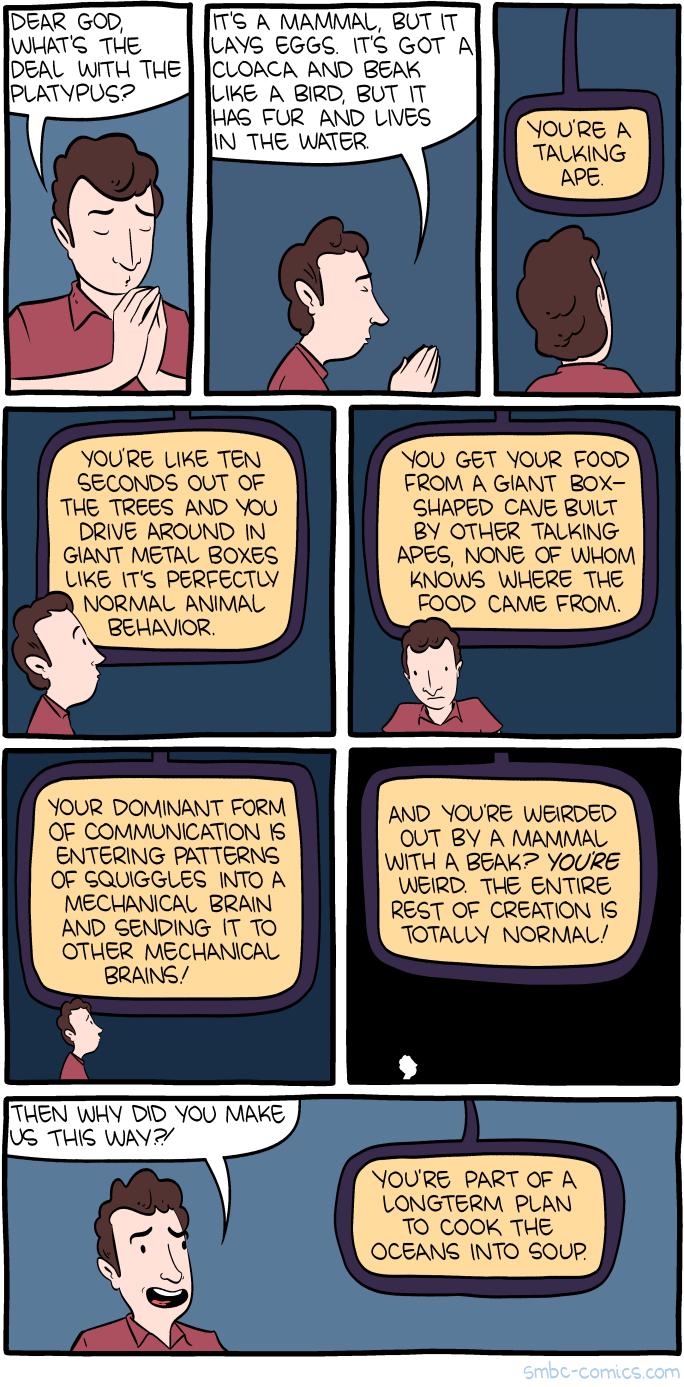 DEAR GOD,
WHAT'S THE
DEAL WITH THE
PLATYPUS?
IT'S A MAMMAL, BUT IT
LAYS EGGS. IT'S GOT A
CLOACA AND BEAK
LIKE A BIRD, BUT IT
HAS FUR AND LIVES
IN THE WATER.
YOU'RE A
TALKING
APE.
YOU'RE LIKE TEN
SECONDS OUT OF
THE TREES AND YOU
DRIVE AROUND IN
GIANT METAL BOXES
LIKE IT'S PERFECTLY
NORMAL ANIMAL
BEHAVIOR.
YOU GET YOUR FOOD
FROM A GIANT BOX-
SHAPED CAVE BUILT
BY OTHER TALKING
APES, NONE OF WHOM
KNOWS WHERE THE
FOOD CAME FROM.
YOUR DOMINANT FORM
OF COMMUNICATION IS
ENTERING PATTERNS
OF SQUIGGLES INTO A
MECHANICAL BRAIN
AND SENDING IT TO
OTHER MECHANICAL
BRAINS!
AND YOU'RE WEIRDED
OUT BY A MAMMAL
WITH A BEAK? YOU'RE
WEIRD. THE ENTIRE
REST OF CREATION IS
TOTALLY NORMAL!
THEN WHY DID YOU MAKE
US THIS WAY?!
YOU'RE PART OF A
LONGTERM PLAN
TO COOK THE
OCEANS INTO SOUP.
smbc-comics.com